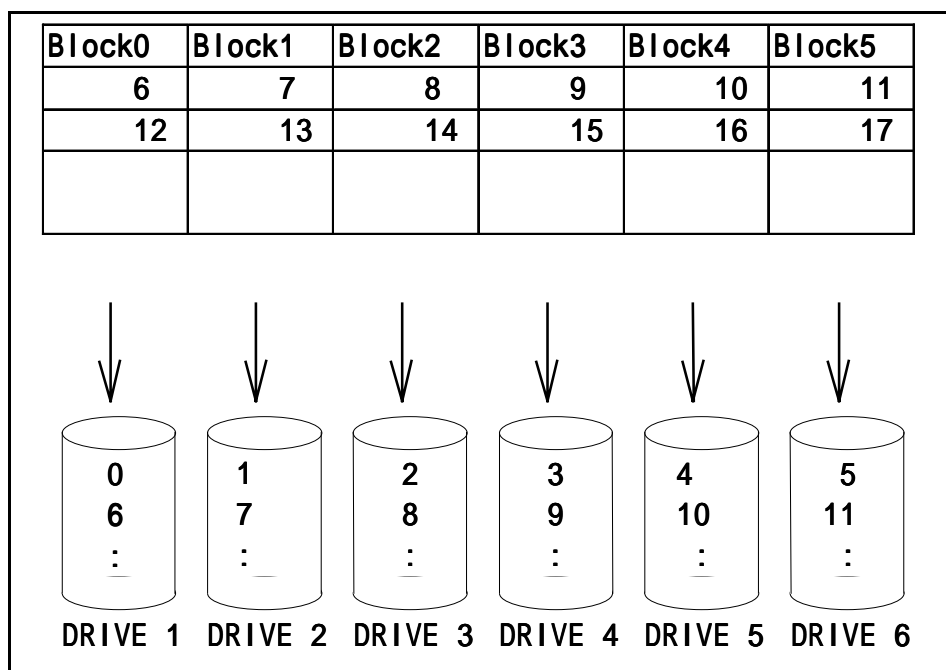 Block0 Block1 Block2 Block3 Block4 Block5
6 7 8 9 10 11
12 13 14 15 16 17
0 1 2 3 4 5
6 7 8 9 10 11
: : : : : :
DRIVE 1 DRIVE 2 DRIVE 3 DRIVE 4 DRIVE 5 DRIVE 6